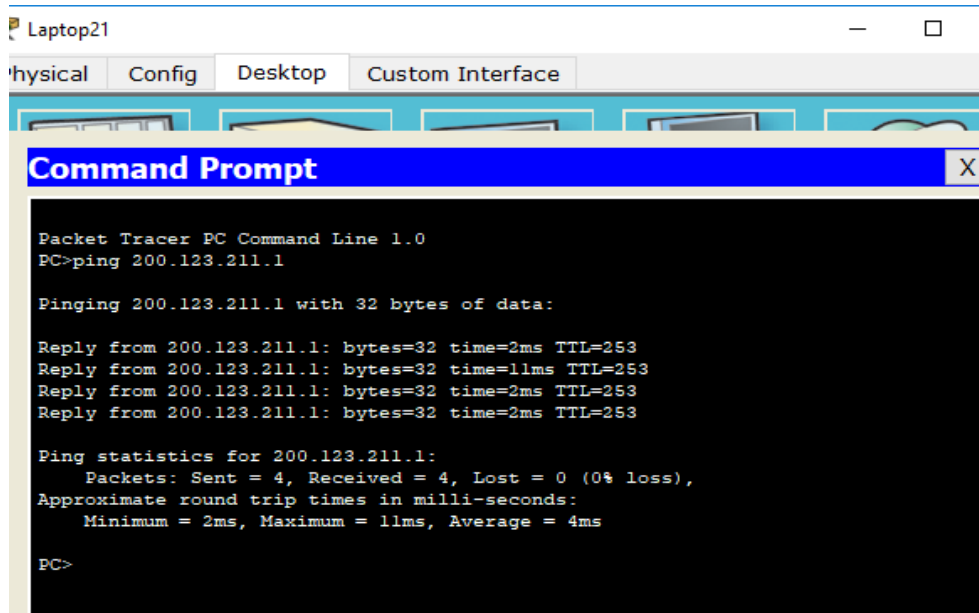 Laptop21
Physical Config Desktop Custom Interface
Command Prompt
X
Packet Tracer PC Command Line 1.0
PC>ping 200.123.211.1
Pinging 200.123.211.1 with 32 bytes of data:
Reply from 200.123.211.1: bytes=32 time=2ms TTL=253
Reply from 200.123.211.1: bytes=32 time=11ms TTL=253
Reply from 200.123.211.1: bytes=32 time=2ms TTL=253
Reply from 200.123.211.1: bytes=32 time=2ms TTL=253
Ping statistics for 200.123.211.1:
Packets: Sent = 4, Received = 4, Lost = 0 (0% loss),
Approximate round trip times in milli-seconds:
Minimum = 2ms, Maximum = 11ms, Average = 4ms
PC>